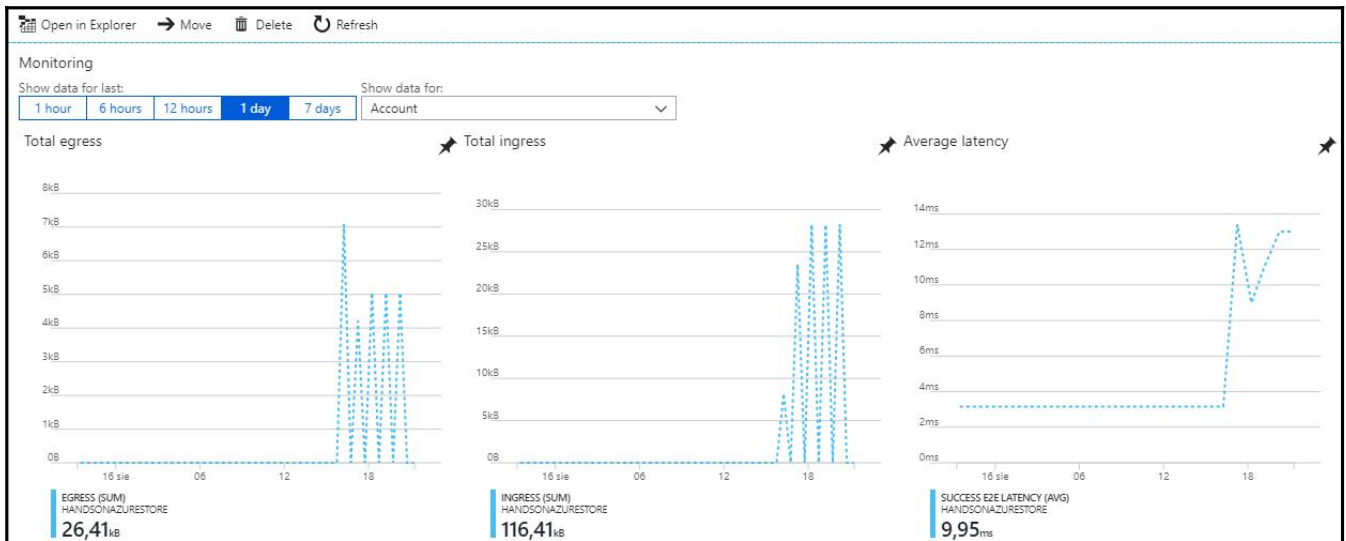 Open in Explorer Move Delete Refresh
Monitoring
Show data for last: Show data for:
1 hour 6 hours 12 hours 1 day 7 days Account
Total egress
8kB
7kB
6kB
5kB
4kB
3kB
2kB
1kB
0B
16 sie 06 12 18
EGRESS (SUM)
HANDSONAZURESTORE
26,41kB
Total ingress
30kB
25kB
20kB
15kB
10kB
5kB
0B
16 sie 06 12 18
INGRESS (SUM)
HANDSONAZURESTORE
116,41kB
Average latency
14ms
12ms
10ms
8ms
6ms
4ms
2ms
0ms
16 sie 06 12 18
SUCCESS E2E LATENCY (AVG)
HANDSONAZURESTORE
9,95ms